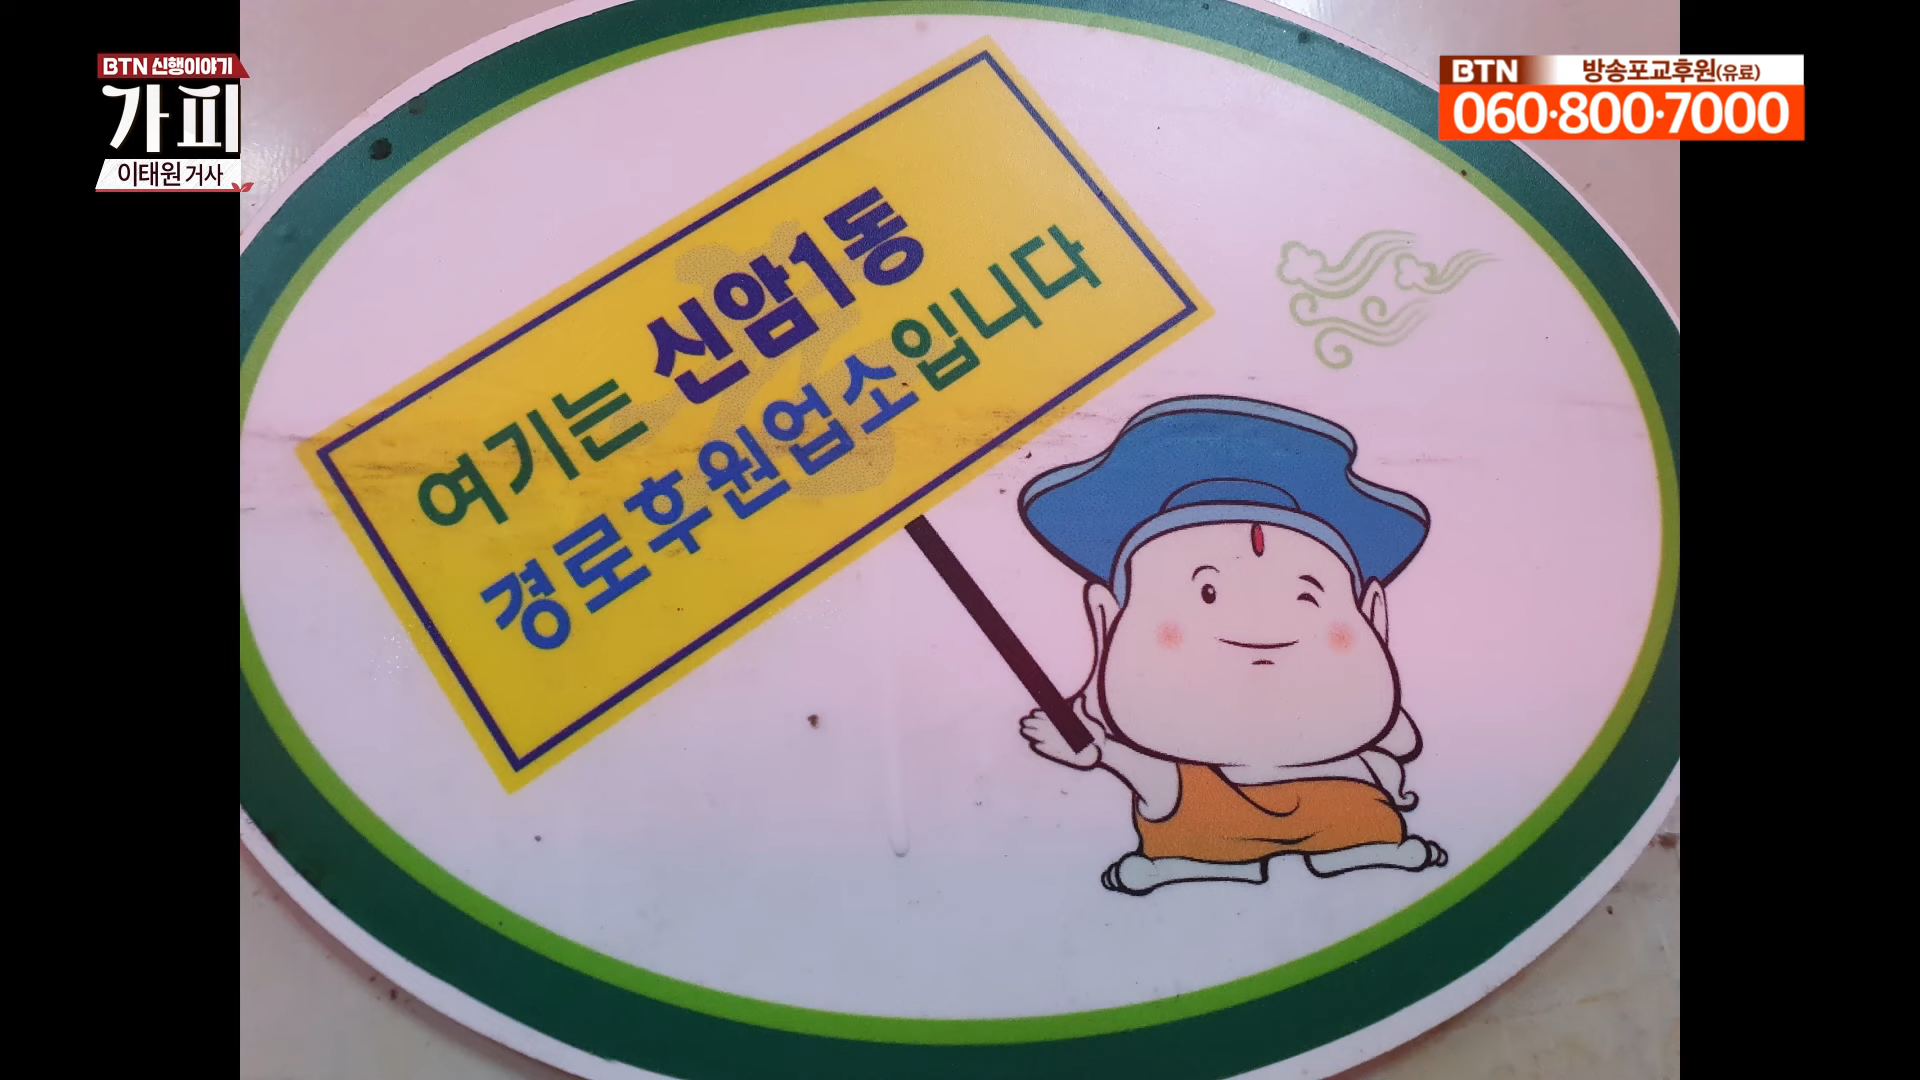 BTN 신행이야기
가피
이태원 거사
BTN 방송포교후원(유료)
060·800·7000
여기는 신암1동
경로후원업소입니다